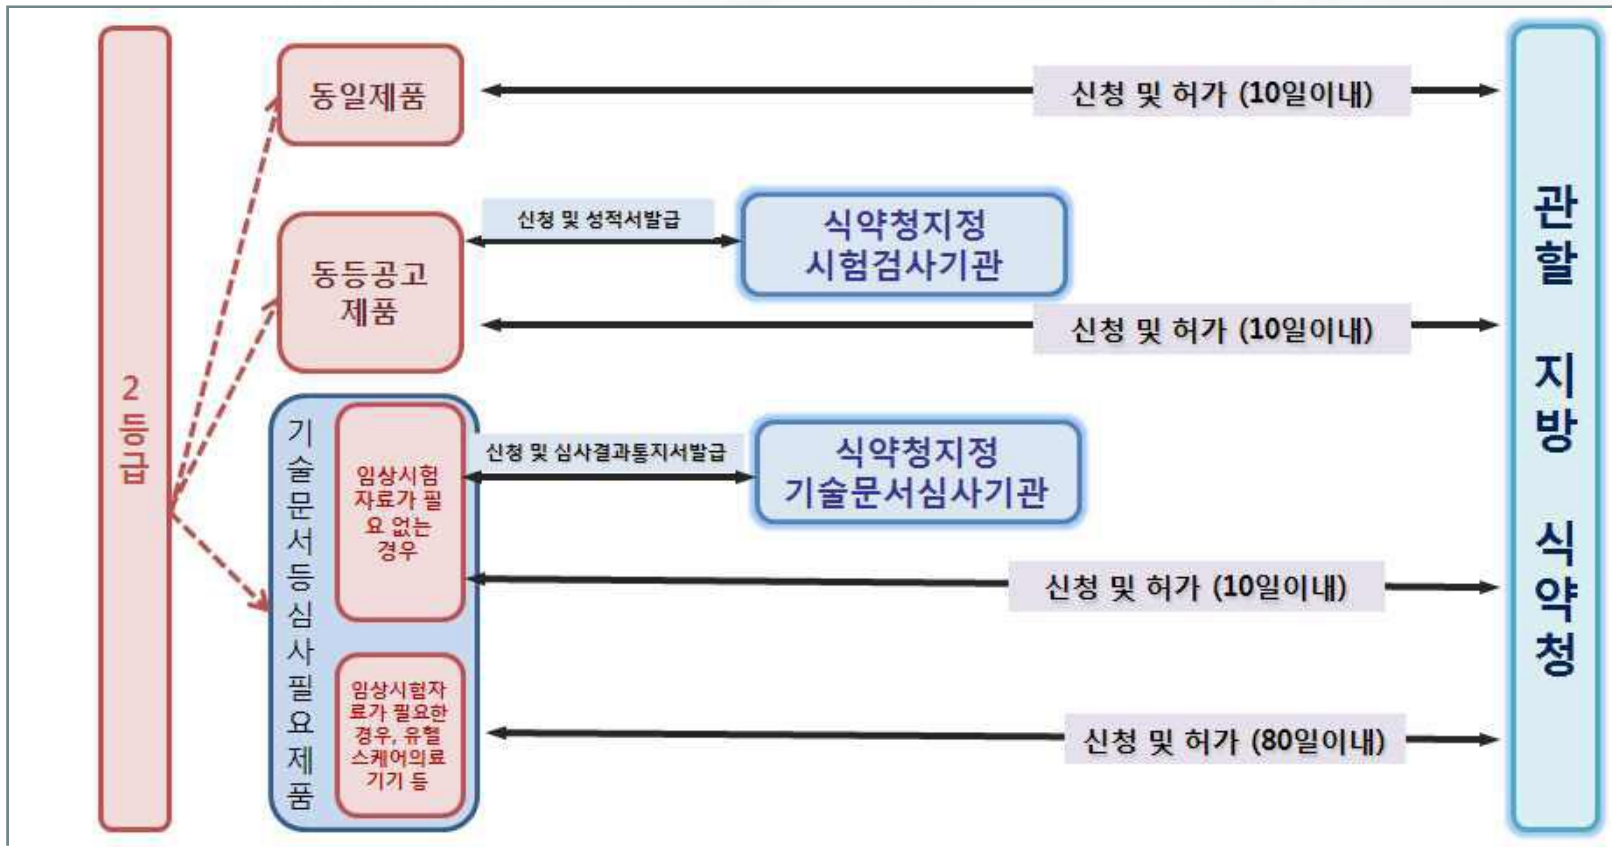 2등급
동일제품
신청 및 허가 (10일이내)
동등공고
제품
신청 및 성적서발급
식약청지정
시험검사기관
신청 및 허가 (10일이내)
기술문서등심사필요제품
임상시험
자료가 필
요 없는
경우
신청 및 심사결과통지서발급
식약청지정
기술문서심사기관
신청 및 허가 (10일이내)
임상시험자
료가 필요한
경우, 유헬
스케어의료
기기 등
신청 및 허가 (80일이내)
관할 지방 식약청